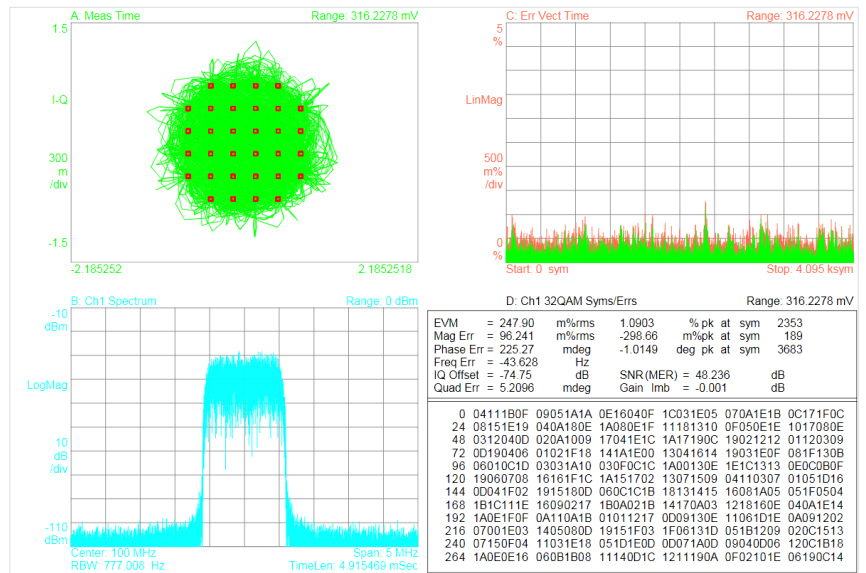 A: Meas Time Range: 316.2278 mV
1.5
I-Q
300
m
/div
-1.5
-2.185252 2.1852518
C: Err Vect Time Range: 316.2278 mV
5
%
LinMag
500
m%
/div
0
%
Start: 0 sym Stop: 4.095 ksym
B: Ch1 Spectrum Range: 0 dBm
-10
dBm
LogMag
10
dB
/div
-110
dBm
Center: 100 MHz Span: 5 MHz
RBW: 777.008 Hz TimeLen: 4.915469 mSec
D: Ch1 32QAM Syms/Errs Range: 316.2278 mV
EVM = 247.90 m%rms 1.0903 % pk at sym 2353
Mag Err = 96.241 m%rms -298.66 m% pk at sym 189
Phase Err = 225.27 mdeg -1.0149 deg pk at sym 3683
Freq Err = -43.628 Hz
IQ Offset = -74.75 dB SNR(MER) = 48.236 dB
Quad Err = 5.2096 mdeg Gain Imb = -0.001 dB
0 04111B0F 09051A1A 0E16040F 1C031E05 070A1E1B 0C171F0C
24 08151E19 040A180E 1A080E1F 11181310 0F050E1E 1017080E
48 0312040D 020A1009 17041E1C 1A17190C 19021212 01120309
72 0D190406 01021F18 141A1E00 13041614 19031E0F 081F130B
96 06010C1D 03031A10 030F0C1C 1A00130E 1E1C1313 0E0C0B0F
120 19060708 16161F1C 1A151702 13071509 04110307 01051D16
144 0D041F02 1915180D 060C1C1B 18131415 16081A05 051F0504
168 1B1C111E 16090217 1B0A021B 14170A03 1218160E 040A1E14
192 1A0E1F0F 0A110A1B 01011217 0D09130E 11061D1E 0A091202
216 07001E03 1405080D 19151F03 1F06131D 051B1209 020C1513
240 07150F04 11031E18 051D1E0D 0D071A0D 09040D06 120C1B18
264 1A0E0E16 060B1B08 11140D1C 1211190A 0F02101E 06190C14